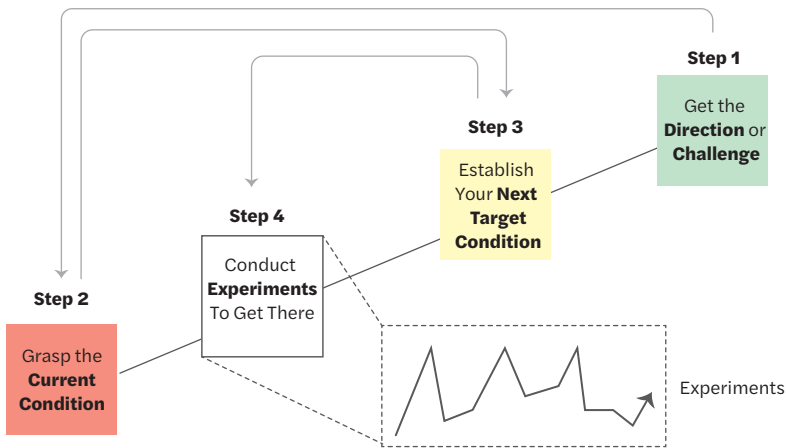 Step 1
Get the
Direction or
Challenge
Step 3
Establish
Your Next
Target
Condition
Step 4
Conduct
Experiments
To Get There
Step 2
Grasp the
Current
Condition
Experiments